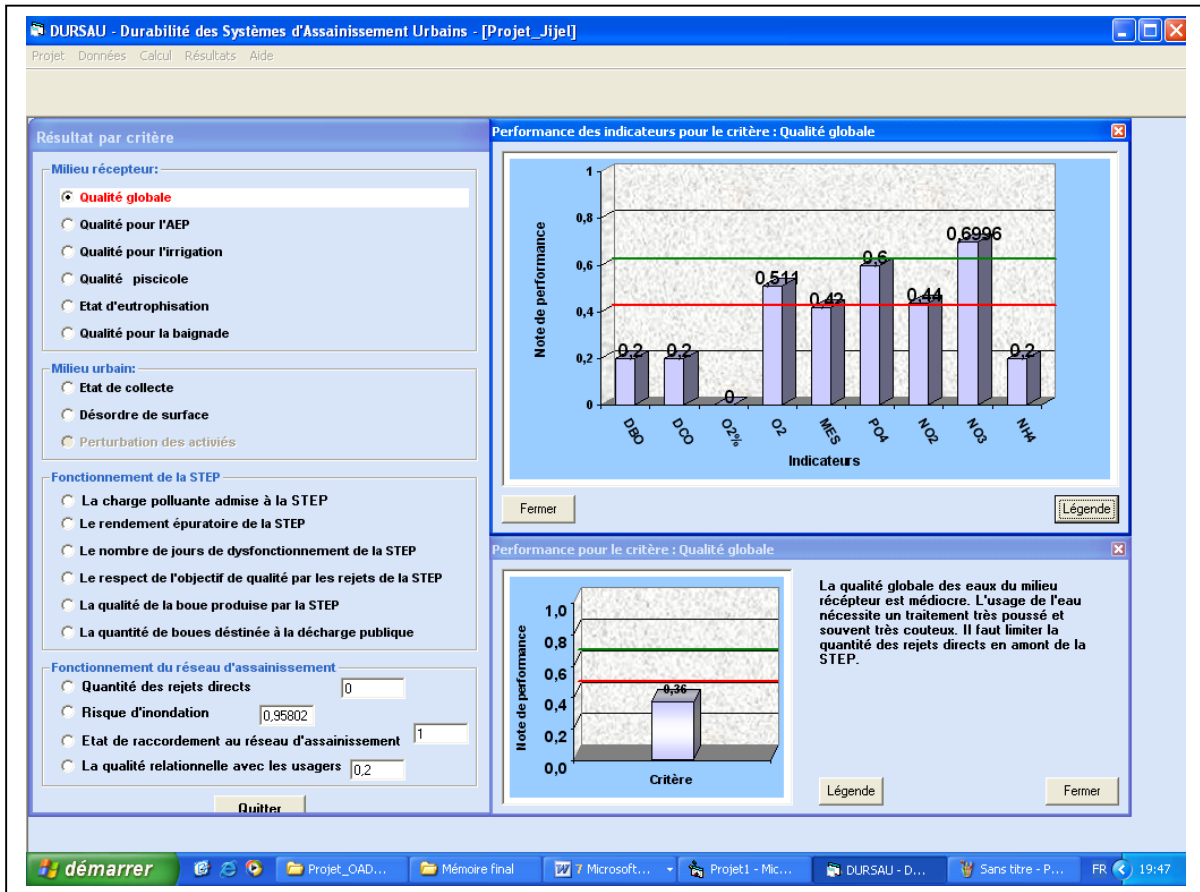 DURSAU - Durabilité des Systèmes d'Assainissement Urbains - [Projet_Jijel]
Projet Données Calcul Résultats Aide
Résultat par critère
Milieu récepteur:
Qualité globale
Qualité pour l'AEP
Qualité pour l'irrigation
Qualité piscicole
Etat d'eutrophisation
Qualité pour la baignade
Milieu urbain:
Etat de collecte
Désordre de surface
Perturbation des activiés
Fonctionnement de la STEP
La charge polluante admise à la STEP
Le rendement épuratoire de la STEP
Le nombre de jours de dysfonctionnement de la STEP
Le respect de l'objectif de qualité par les rejets de la STEP
La qualité de la boue produise par la STEP
La quantité de boues déstinée à la décharge publique
Fonctionnement du réseau d'assainissement
Quantité des rejets directs 0
Risque d'inondation 0,95802
Etat de raccordement au réseau d'assainissement 1
La qualité relationnelle avec les usagers 0,2
Quitter
Performance des indicateurs pour le critère : Qualité globale
Note de performance
1
0,8
0,6
0,4
0,2
0
0,2 0,2 0 0,511 0,42 0,6 0,44 0,6996 0,2
DBO DCO O2% O2 MES PO4 NO2 NO3 NH4
Indicateurs
Fermer Légende
Performance pour le critère : Qualité globale
Note de performance
1,0
0,8
0,6
0,4
0,2
0,0
0,36
Critère
La qualité globale des eaux du milieu
récépteur est médiocre. L'usage de l'eau
nécessite un traitement très poussé et
souvent très couteux. Il faut limiter la
quantité des rejets directs en amont de la
STEP.
Légende Fermer
démarrer Projet_OAD... Mémoire final 7 Microsoft... Projet1 - Mic... DURSAU - D... Sans titre - P... FR 19:47